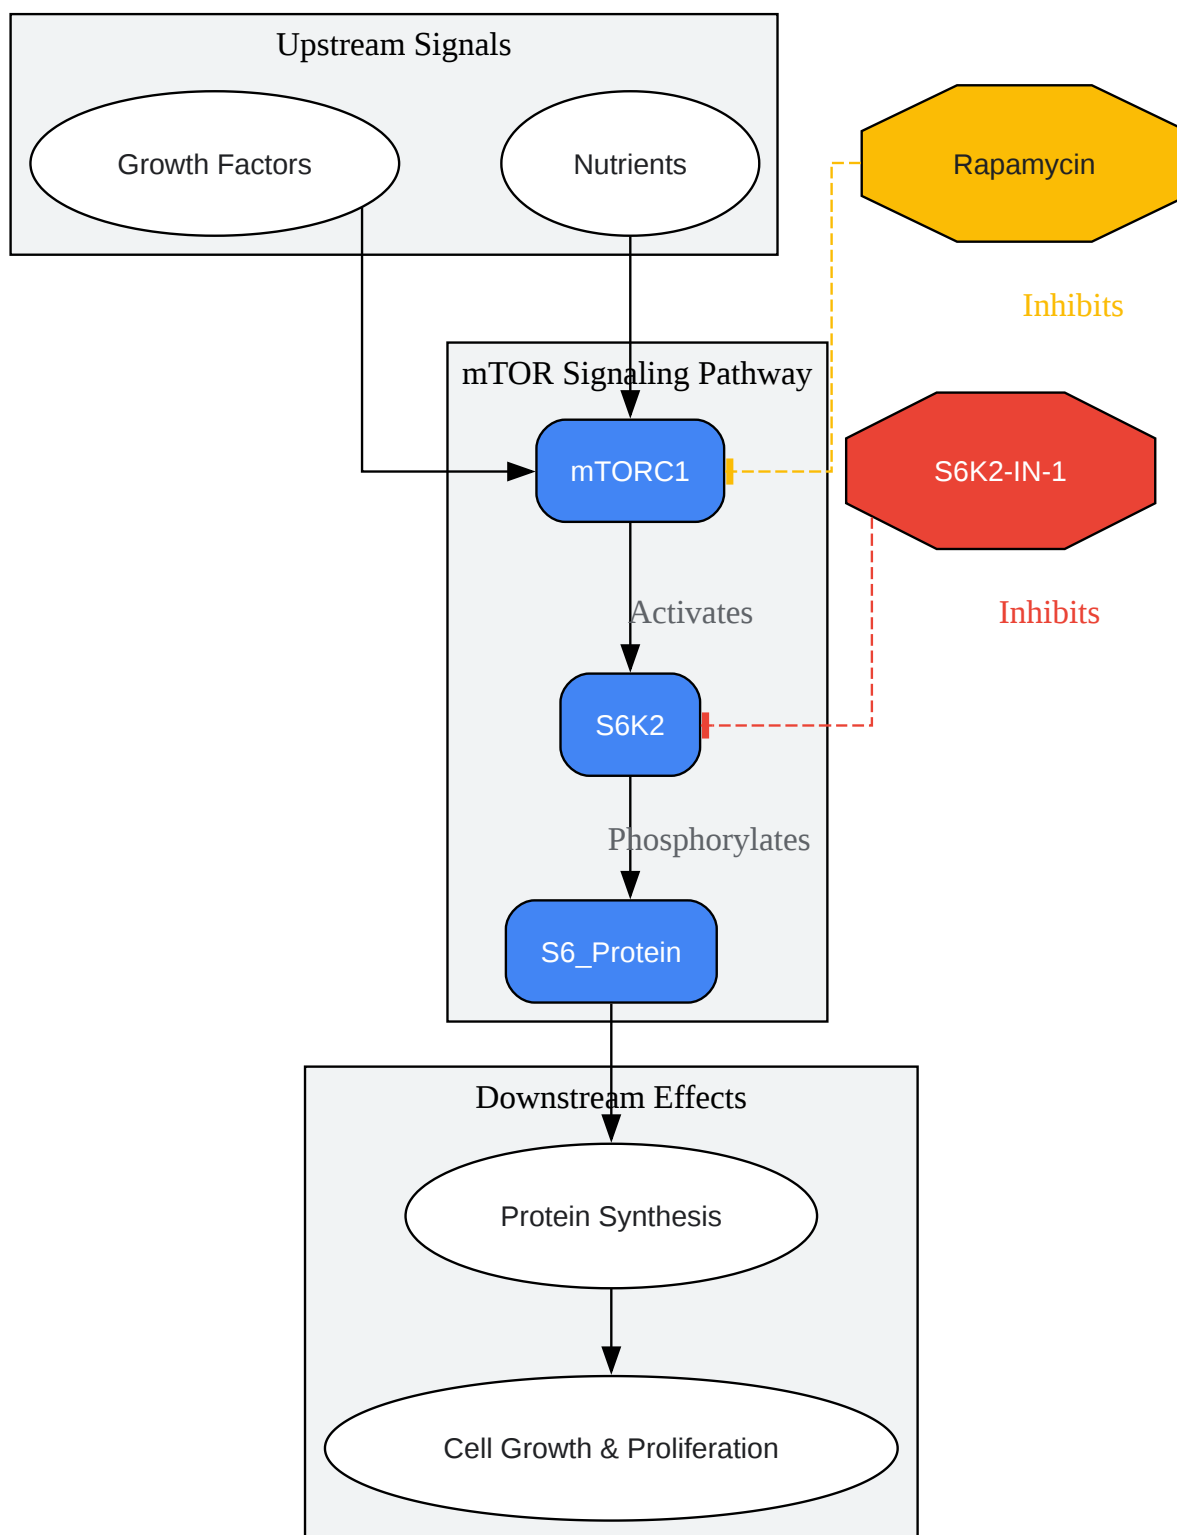 Upstream Signals
Growth Factors
Nutrients
Rapamycin
Inhibits
mTOR Signaling Pathway
mTORC1
S6K2-IN-1
Activates
Inhibits
S6K2
Phosphorylates
S6_Protein
Downstream Effects
Protein Synthesis
Cell Growth & Proliferation